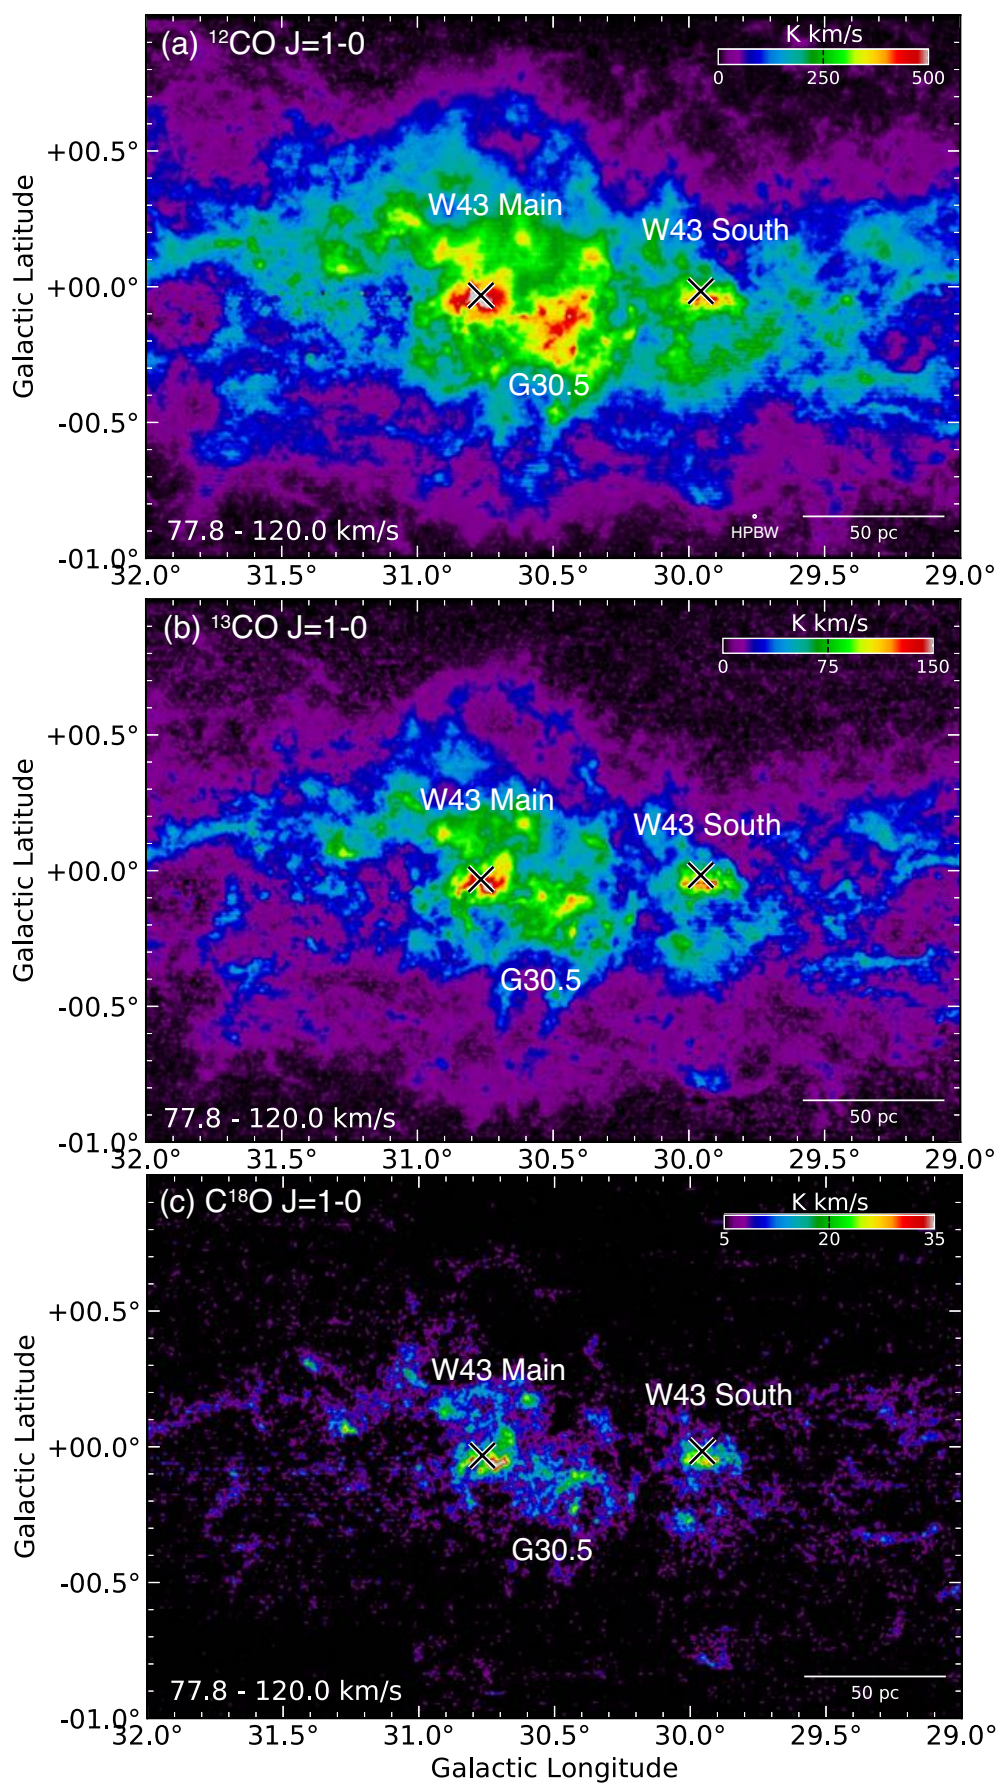 (a) ¹²CO J=1-0
K km/s
0 250 500
W43 Main
W43 South
G30.5
77.8 - 120.0 km/s
HPBW
50 pc
Galactic Latitude
+00.5°
+00.0°
-00.5°
-01.0°
32.0° 31.5° 31.0° 30.5° 30.0° 29.5° 29.0°
(b) ¹³CO J=1-0
K km/s
0 75 150
W43 Main
W43 South
G30.5
77.8 - 120.0 km/s
50 pc
Galactic Latitude
+00.5°
+00.0°
-00.5°
-01.0°
32.0° 31.5° 31.0° 30.5° 30.0° 29.5° 29.0°
(c) C¹⁸O J=1-0
K km/s
5 20 35
W43 Main
W43 South
G30.5
77.8 - 120.0 km/s
50 pc
Galactic Latitude
+00.5°
+00.0°
-00.5°
-01.0°
32.0° 31.5° 31.0° 30.5° 30.0° 29.5° 29.0°
Galactic Longitude